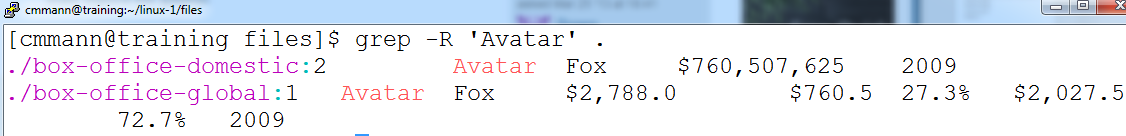 cmmann@training:~/linux-1/files
[cmmann@training files]$ grep -R 'Avatar' .
./box-office-domestic:2 Avatar Fox $760,507,625 2009
./box-office-global:1 Avatar Fox $2,788.0 $760.5 27.3% $2,027.5
72.7% 2009